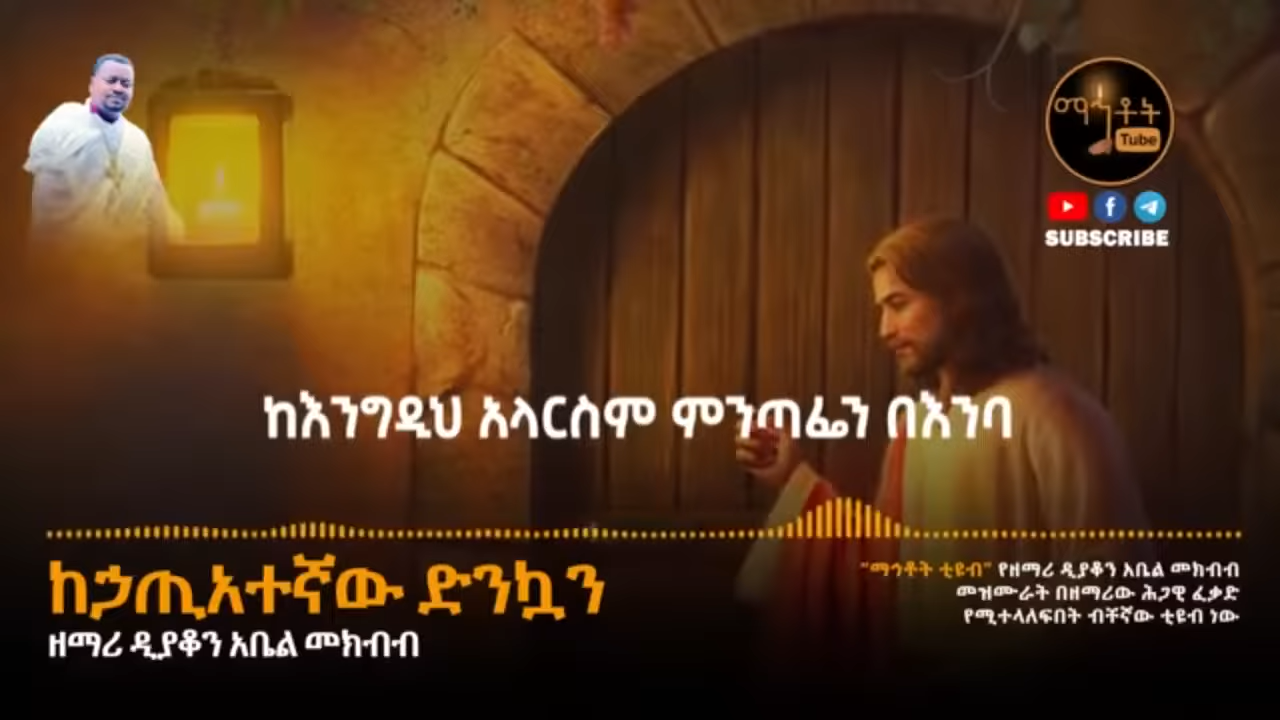 ማኅቶት
Tube
SUBSCRIBE
ከእንግዲህ አላርስም ምንጣፌን በእንባ
ከኃጢአተኛው ድንኳን
ዘማሪ ዲያቆን አቤል መክብብ
"ማኅቶት ቲዩብ" የዘማሪ ዲያቆን አቤል መክብብ
መዝሙራት በዘማሪው ሕጋዊ ፈቃድ
የሚተላለፍበት ብቸኛው ቲዩብ ነው